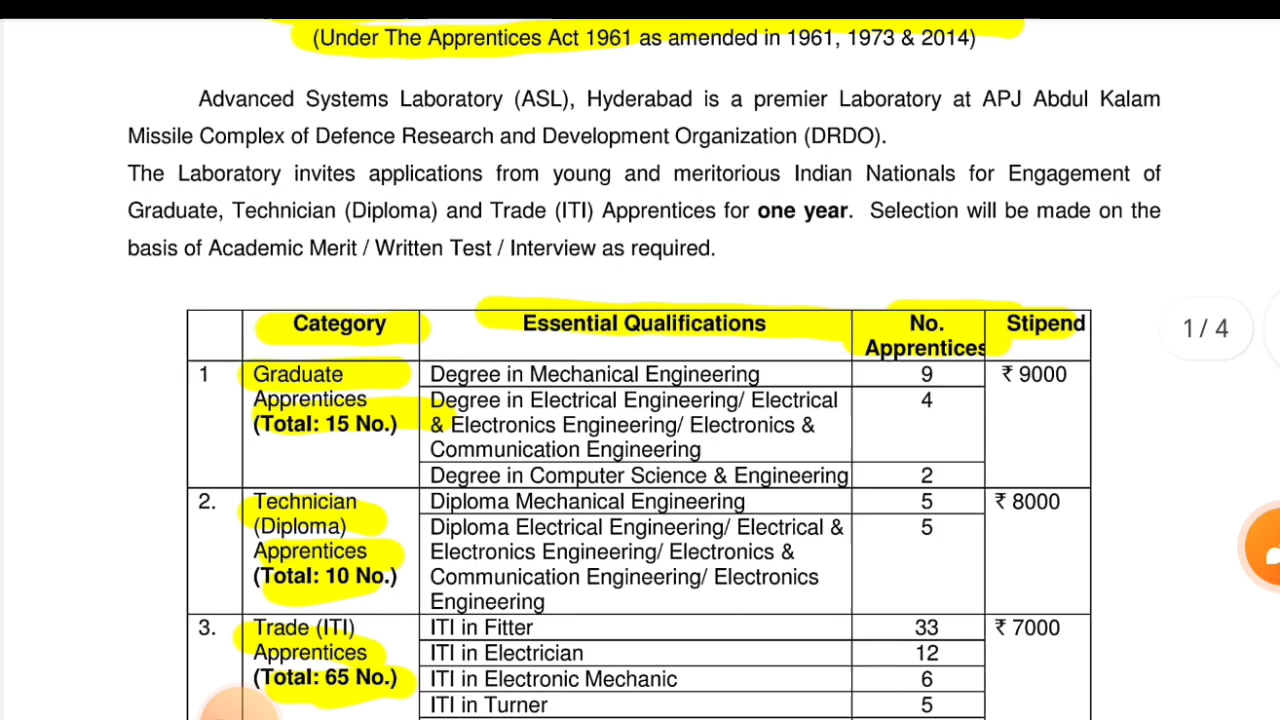 (Under The Apprentices Act 1961 as amended in 1961, 1973 & 2014)
Advanced Systems Laboratory (ASL), Hyderabad is a premier Laboratory at APJ Abdul Kalam
Missile Complex of Defence Research and Development Organization (DRDO).
The Laboratory invites applications from young and meritorious Indian Nationals for Engagement of
Graduate, Technician (Diploma) and Trade (ITI) Apprentices for one year. Selection will be made on the
basis of Academic Merit / Written Test / Interview as required.
Category Essential Qualifications No. Stipend
Apprentices
1 Graduate Degree in Mechanical Engineering 9 ₹ 9000
Apprentices Degree in Electrical Engineering/ Electrical 4
(Total: 15 No.) & Electronics Engineering/ Electronics &
Communication Engineering
Degree in Computer Science & Engineering 2
2. Technician Diploma Mechanical Engineering 5 ₹ 8000
(Diploma) Diploma Electrical Engineering/ Electrical & 5
Apprentices Electronics Engineering/ Electronics &
(Total: 10 No.) Communication Engineering/ Electronics
Engineering
3. Trade (ITI) ITI in Fitter 33 ₹ 7000
Apprentices ITI in Electrician 12
(Total: 65 No.) ITI in Electronic Mechanic 6
ITI in Turner 5
1 / 4